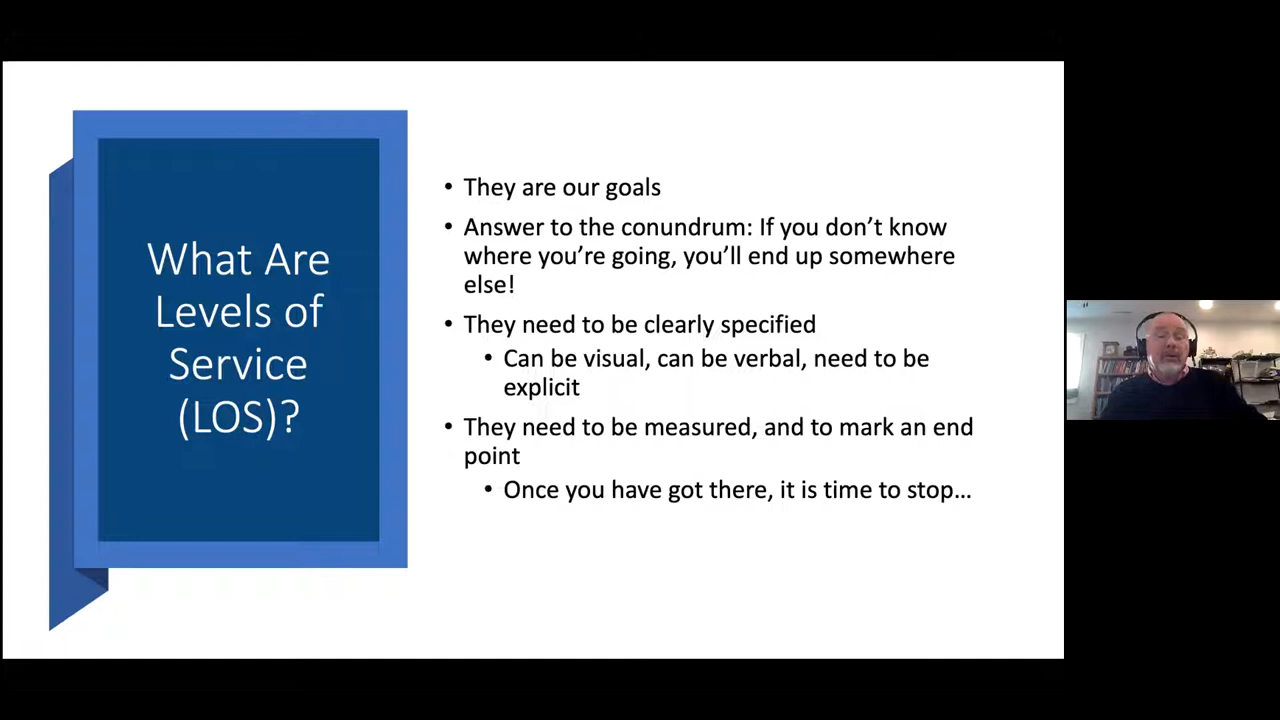 What Are
Levels of
Service
(LOS)?
• They are our goals
• Answer to the conundrum: If you don’t know
where you’re going, you’ll end up somewhere
else!
• They need to be clearly specified
• Can be visual, can be verbal, need to be
explicit
• They need to be measured, and to mark an end
point
• Once you have got there, it is time to stop…